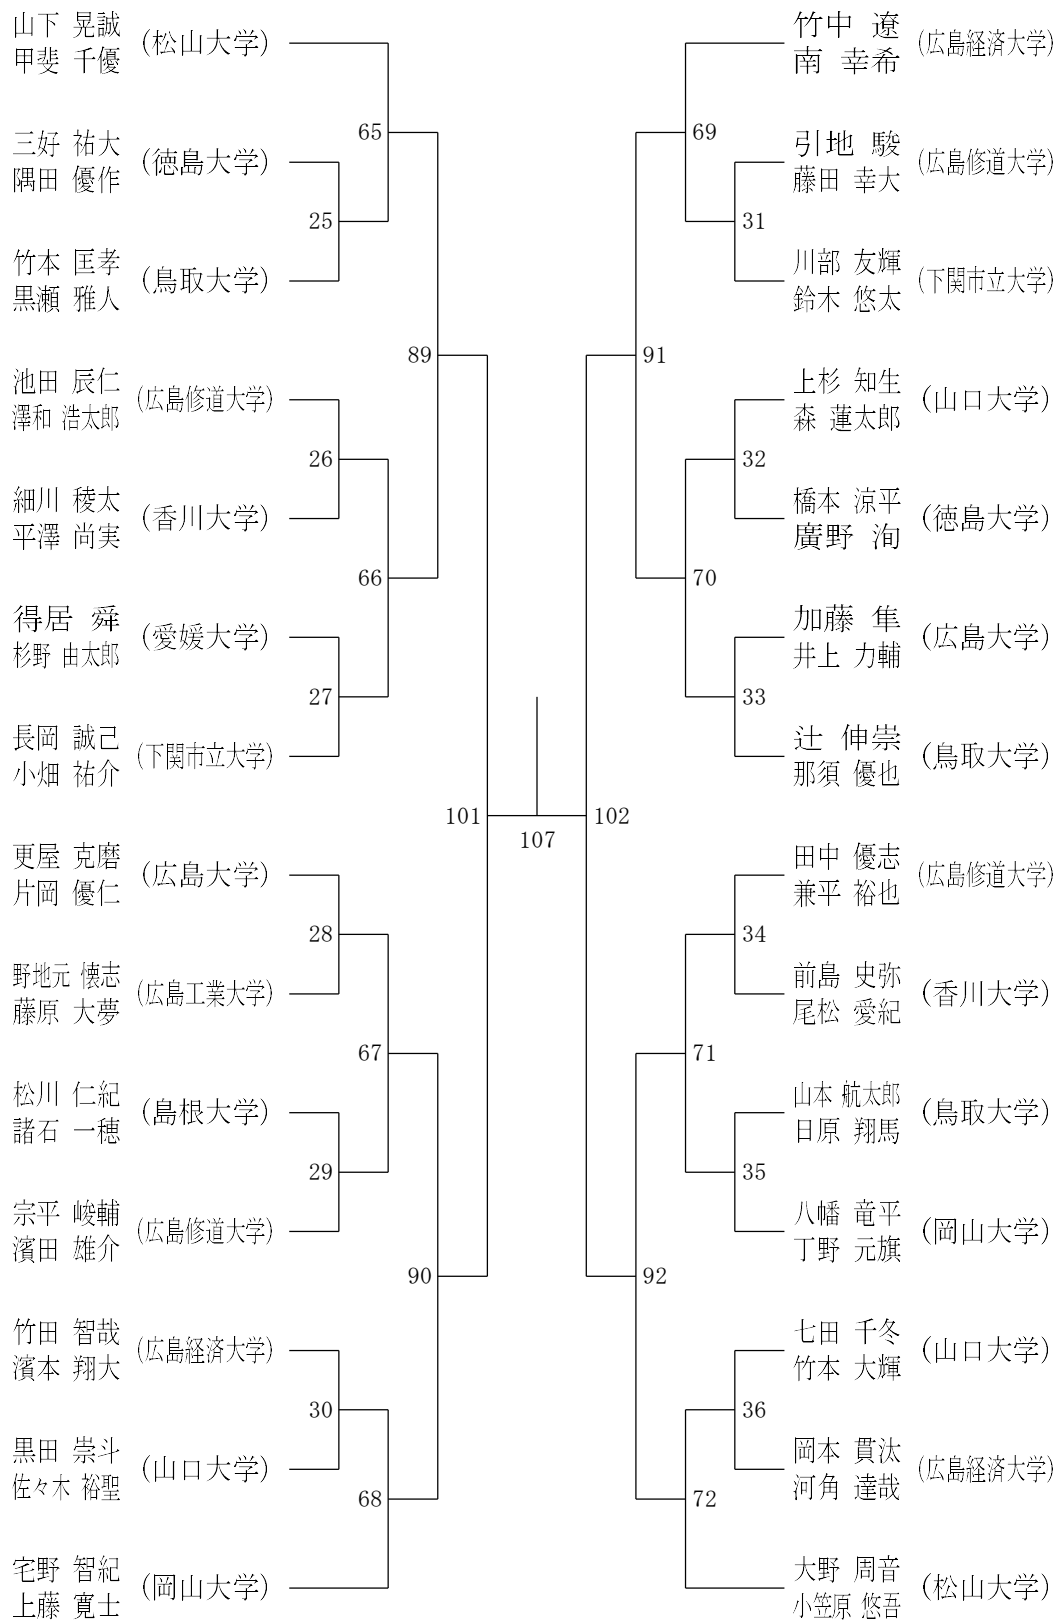 山下 晃誠
甲斐 千優
(松山大学)
三好 祐大
隅田 優作
(徳島大学)
竹本 匡孝
黒瀬 雅人
(鳥取大学)
池田 辰仁
澤和 浩太郎
(広島修道大学)
細川 稜太
平澤 尚実
(香川大学)
得居 舜
杉野 由太郎
(愛媛大学)
長岡 誠己
小畑 祐介
(下関市立大学)
更屋 克磨
片岡 優仁
(広島大学)
野地元 懐志
藤原 大夢
(広島工業大学)
松川 仁紀
諸石 一穂
(島根大学)
宗平 峻輔
濱田 雄介
(広島修道大学)
竹田 智哉
濱本 翔大
(広島経済大学)
黒田 崇斗
佐々木 裕聖
(山口大学)
宅野 智紀
上藤 寛士
(岡山大学)
25
26
27
28
29
30
65
66
67
68
89
90
101
107
102
91
92
69
70
71
72
31
32
33
34
35
36
竹中 遼
南 幸希
(広島経済大学)
引地 駿
藤田 幸大
(広島修道大学)
川部 友輝
鈴木 悠太
(下関市立大学)
上杉 知生
森 蓮太郎
(山口大学)
橋本 涼平
廣野 洵
(徳島大学)
加藤 隼
井上 力輔
(広島大学)
辻 伸崇
那須 優也
(鳥取大学)
田中 優志
兼平 裕也
(広島修道大学)
前島 史弥
尾松 愛紀
(香川大学)
山本 航太郎
日原 翔馬
(鳥取大学)
八幡 竜平
丁野 元旗
(岡山大学)
七田 千冬
竹本 大輝
(山口大学)
岡本 貫汰
河角 達哉
(広島経済大学)
大野 周音
小笠原 悠吾
(松山大学)